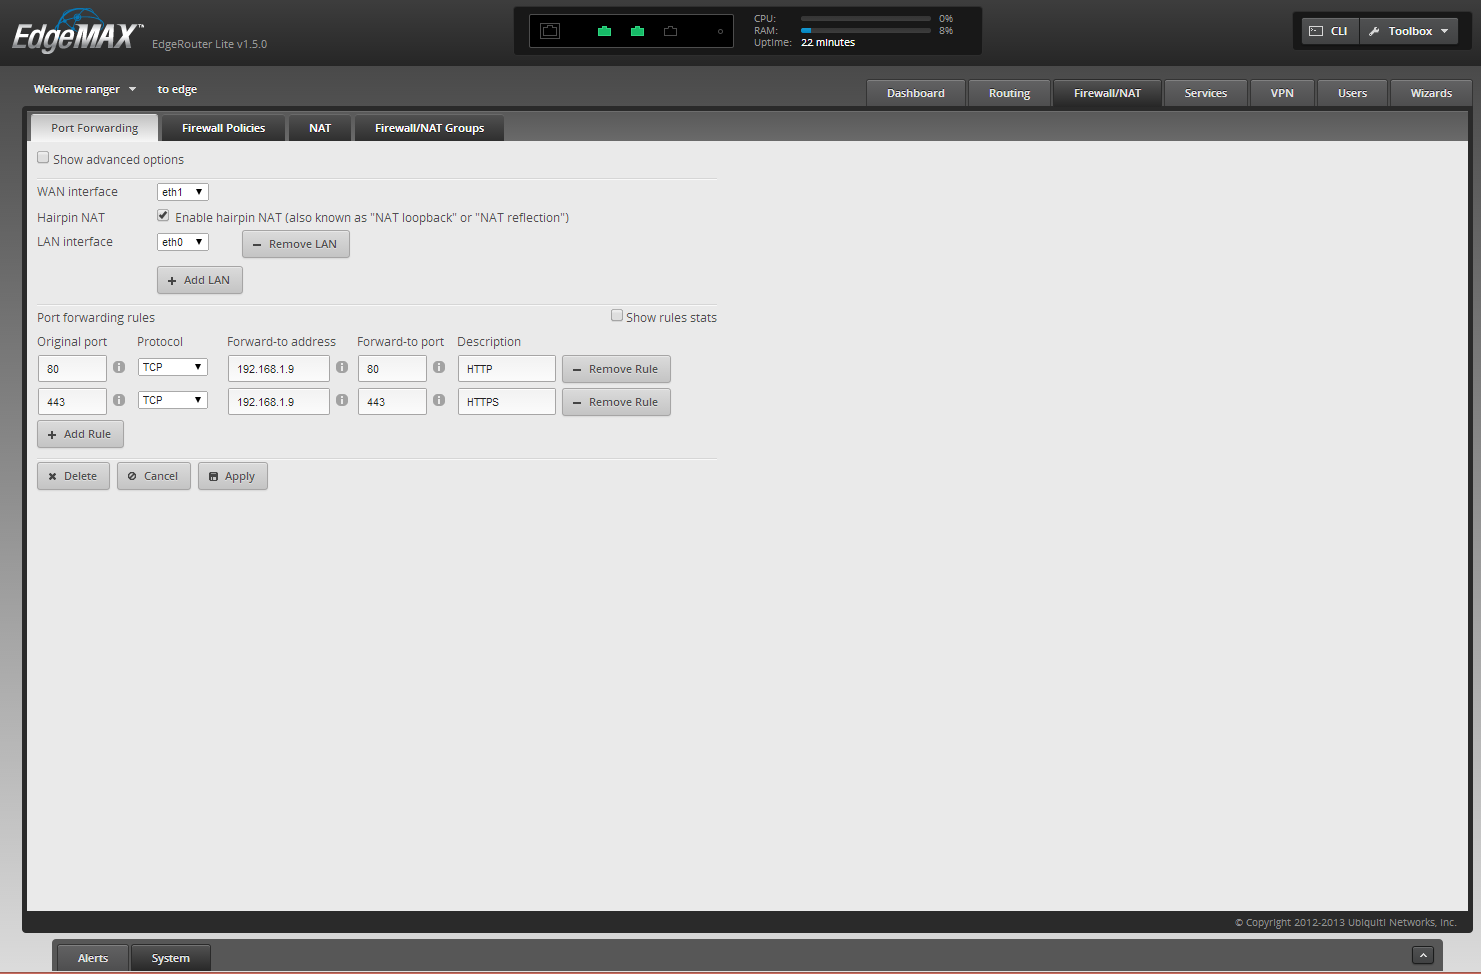 EdgeMAX™
EdgeRouter Lite v1.5.0
CPU: 0%
RAM: 8%
Uptime: 22 minutes
CLI
Toolbox
Welcome ranger
to edge
Dashboard
Routing
Firewall/NAT
Services
VPN
Users
Wizards
Port Forwarding
Firewall Policies
NAT
Firewall/NAT Groups
Show advanced options
WAN interface eth1
Hairpin NAT Enable hairpin NAT (also known as "NAT loopback" or "NAT reflection")
LAN interface eth0 Remove LAN
Add LAN
Port forwarding rules Show rules stats
Original port Protocol Forward-to address Forward-to port Description
80 TCP 192.168.1.9 80 HTTP Remove Rule
443 TCP 192.168.1.9 443 HTTPS Remove Rule
Add Rule
Delete Cancel Apply
© Copyright 2012-2013 Ubiquiti Networks, Inc.
Alerts System